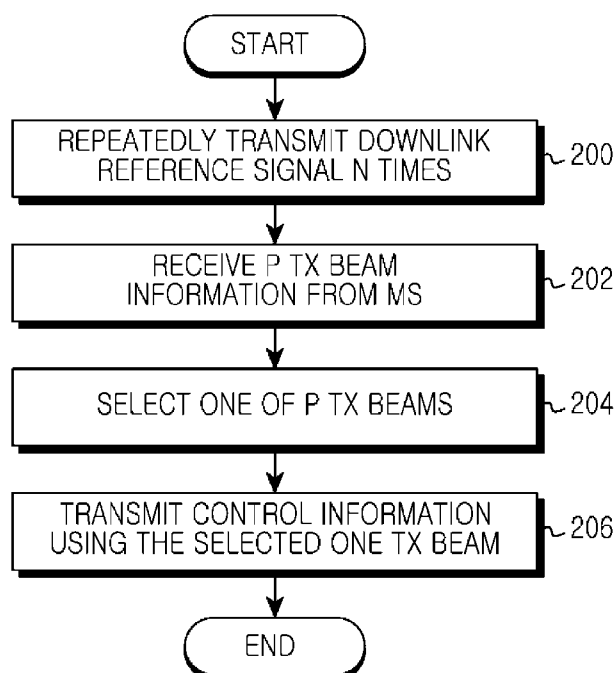 START
REPEATEDLY TRANSMIT DOWNLINK
REFERENCE SIGNAL N TIMES
200
RECEIVE P TX BEAM
INFORMATION FROM MS
202
SELECT ONE OF P TX BEAMS
204
TRANSMIT CONTROL INFORMATION
USING THE SELECTED ONE TX BEAM
206
END